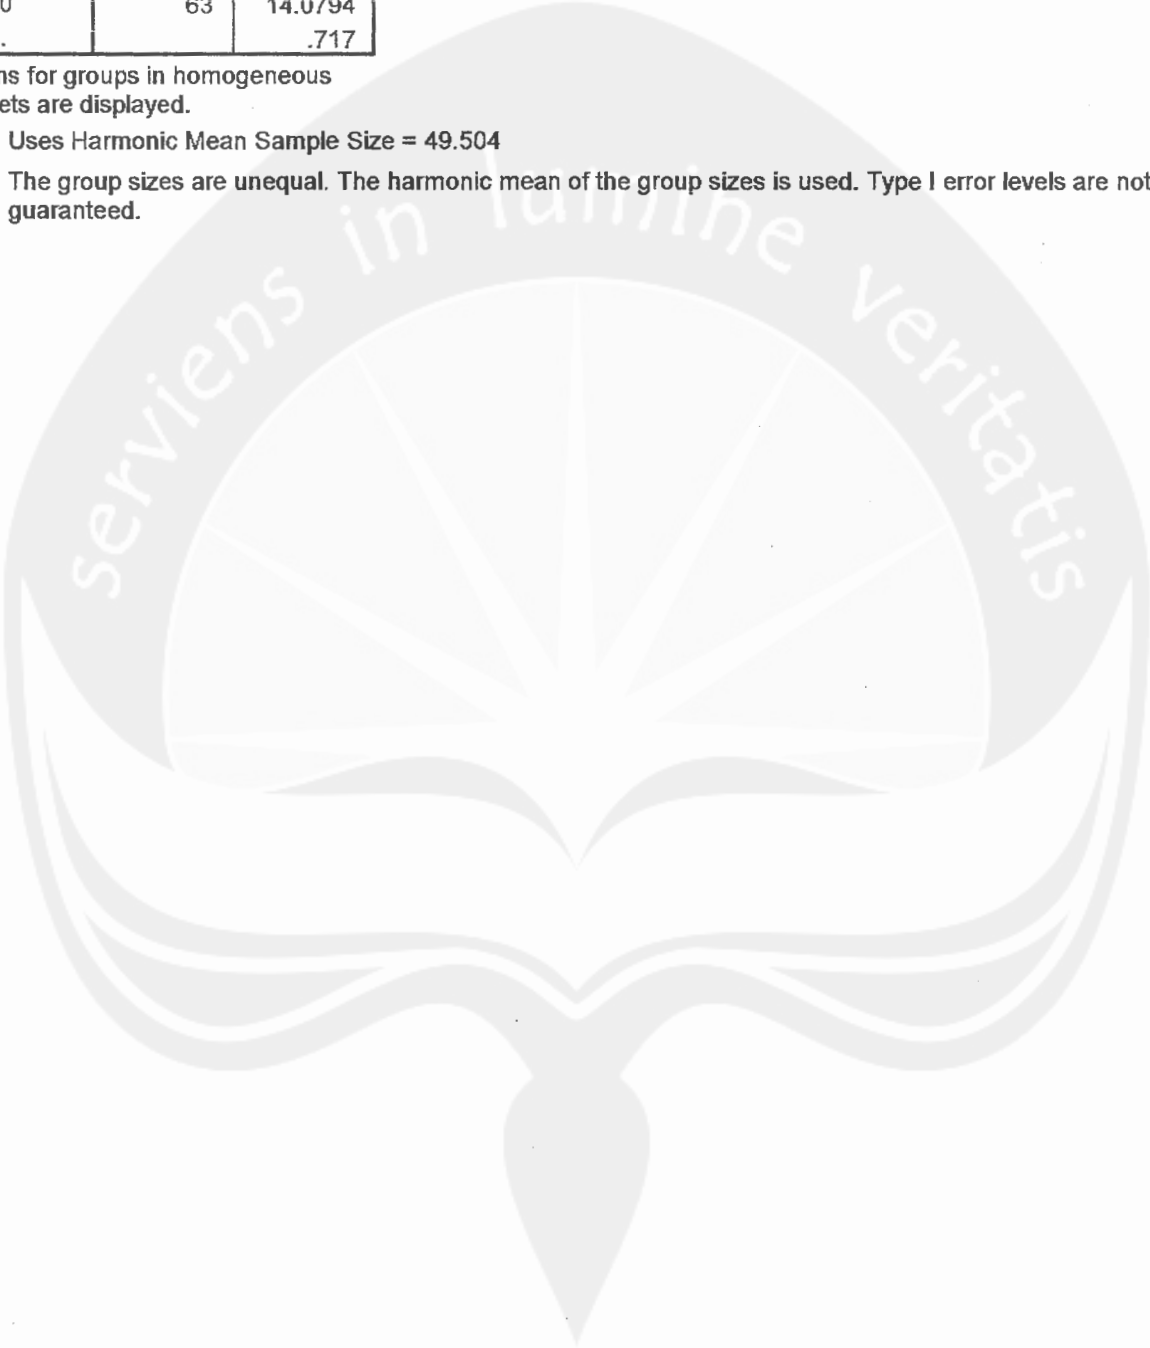 63 14.0794
. .717
ns for groups in homogeneous
ets are displayed.
Uses Harmonic Mean Sample Size = 49.504
The group sizes are unequal. The harmonic mean of the group sizes is used. Type I error levels are not
guaranteed.
serviens in lumine veritatis